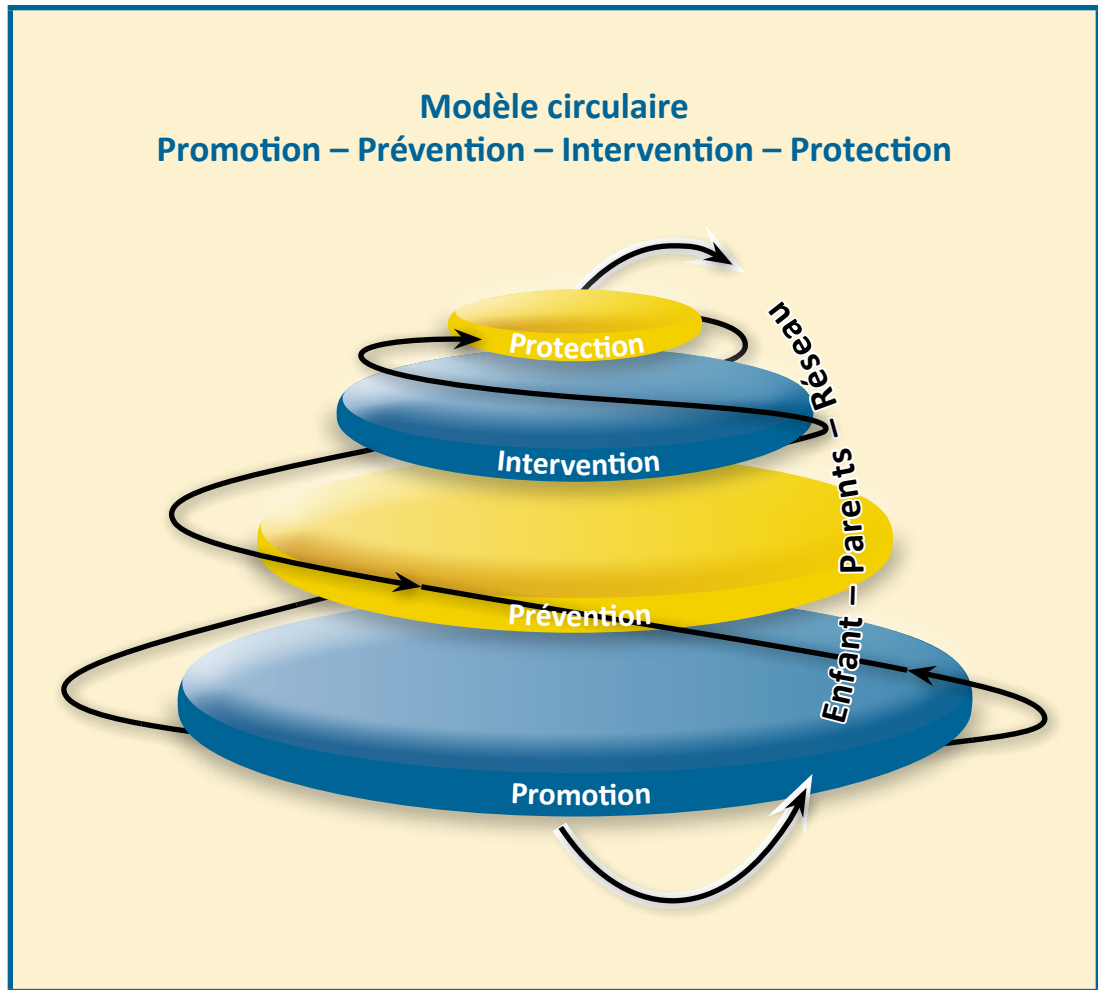 Modèle circulaire
Promotion – Prévention – Intervention – Protection
Protection
Intervention
Prévention
Promotion
Enfant – Parents – Réseau